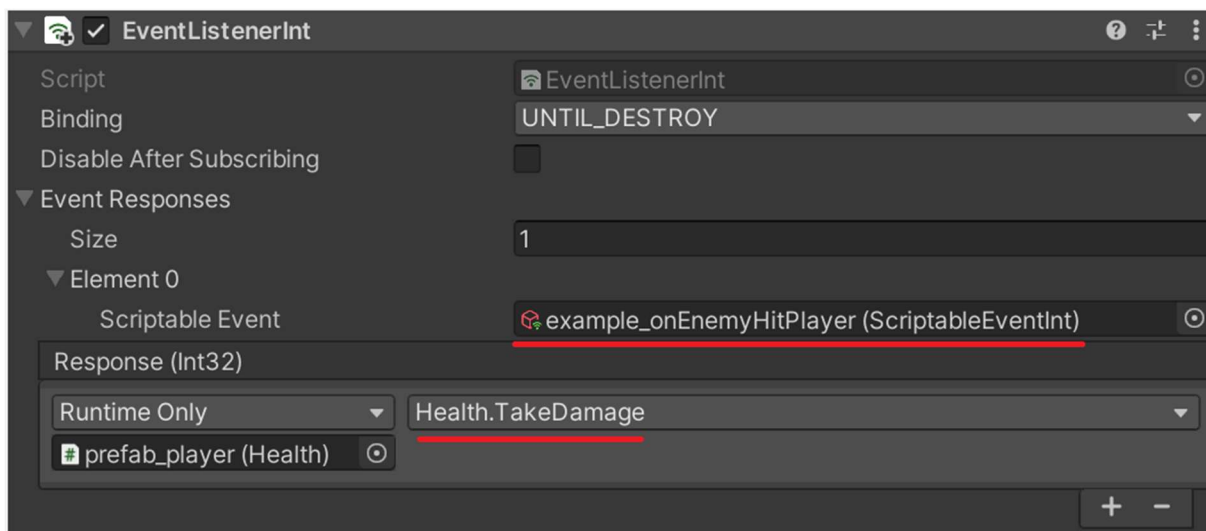 EventListenerInt
Script EventListenerInt
Binding UNTIL_DESTROY
Disable After Subscribing
Event Responses
Size 1
Element 0
Scriptable Event example_onEnemyHitPlayer (ScriptableEventInt)
Response (Int32)
Runtime Only Health.TakeDamage
prefab_player (Health)